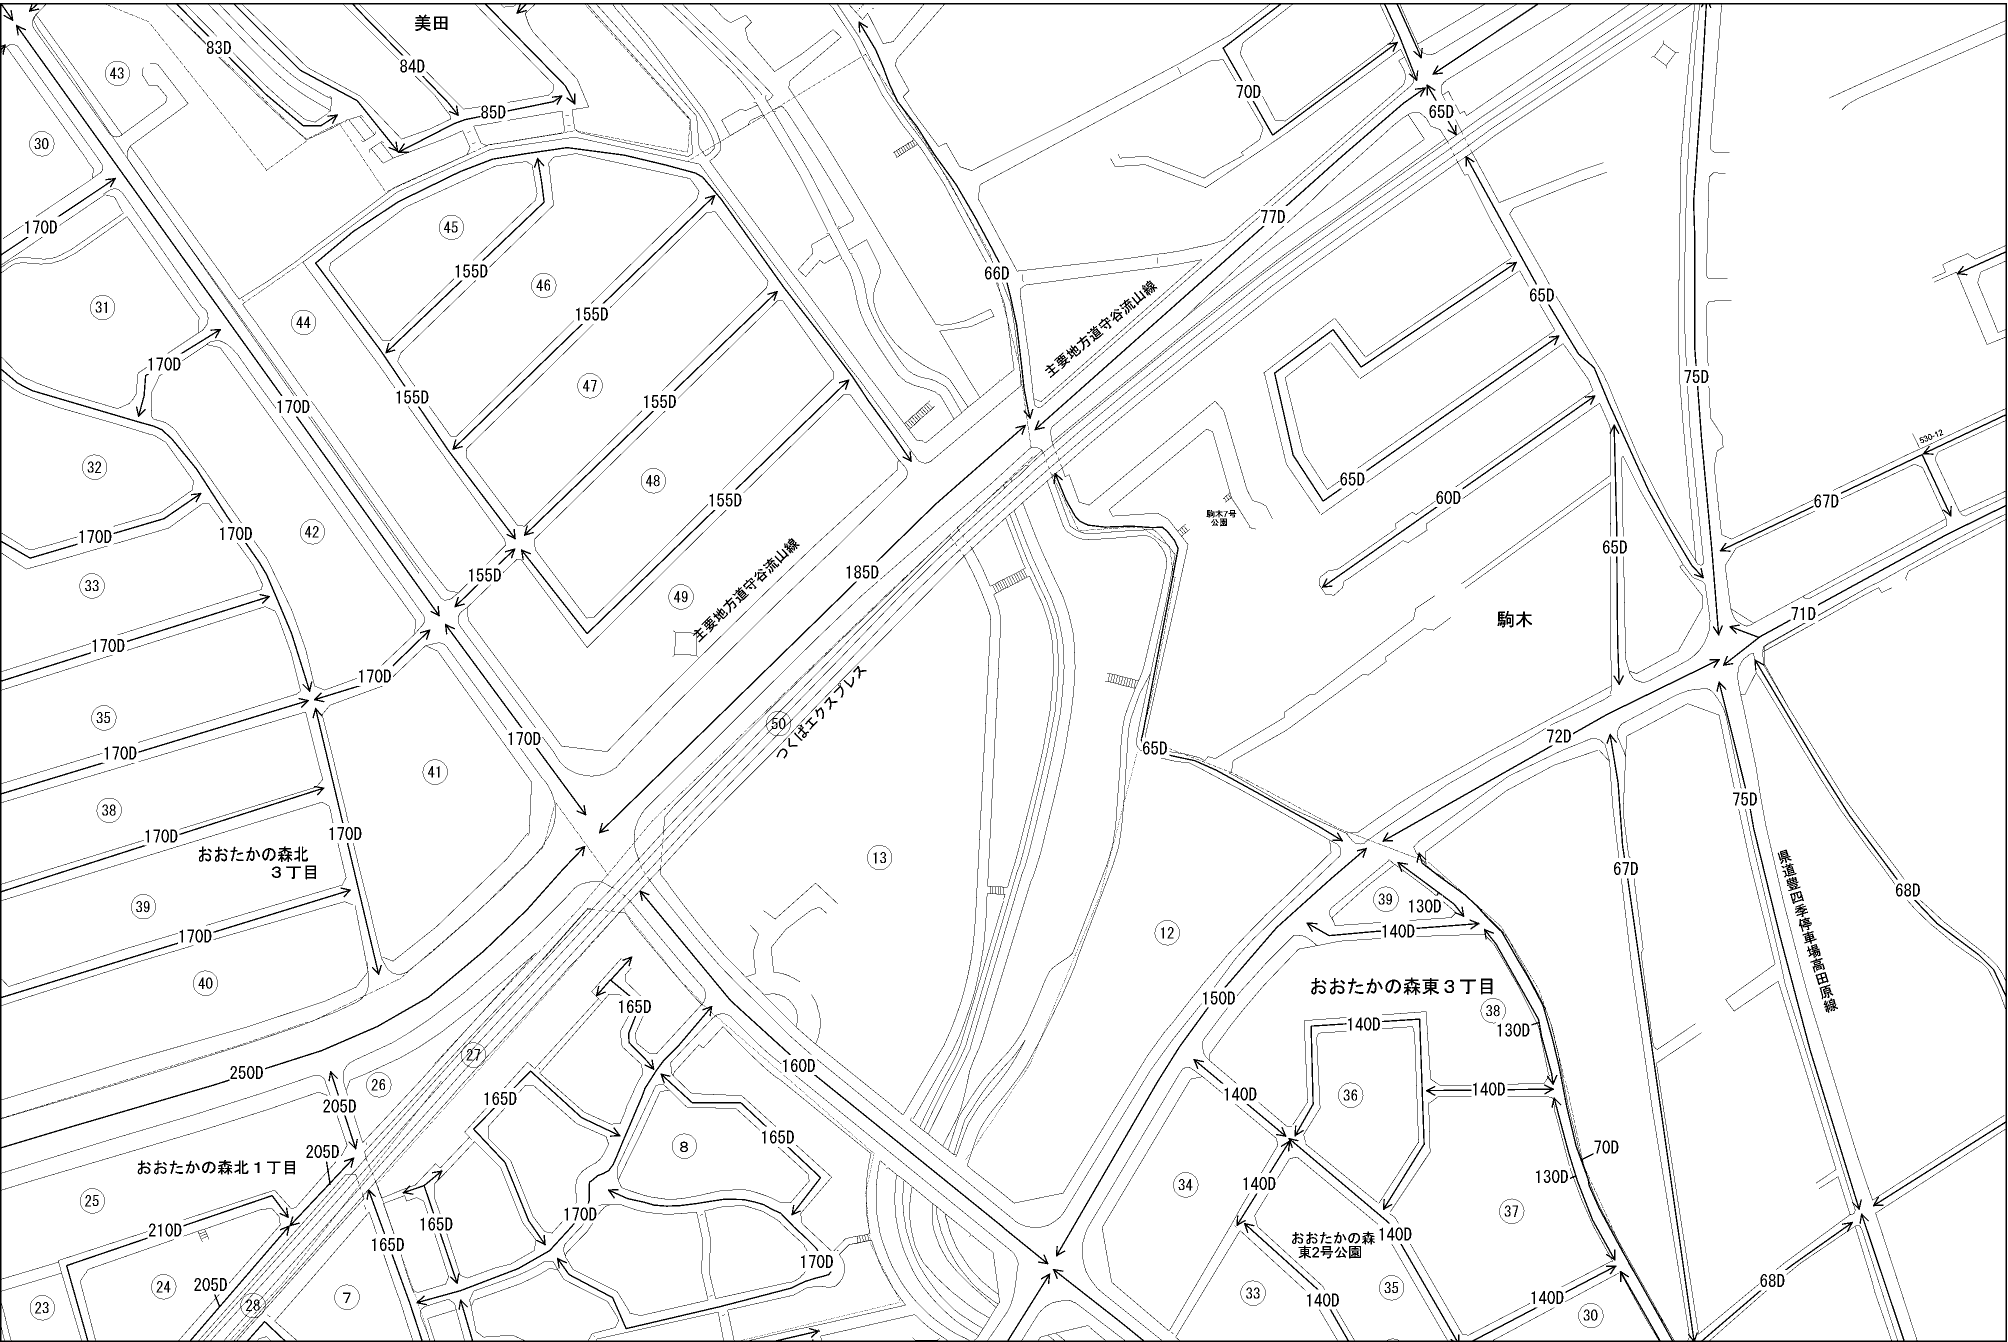 美田
83D
84D
43
85D
70D
65D
30
170D
45
77D
46
66D
155D
31
44
155D
65D
主要地方道守谷流山線
170D
47
155D
75D
170D
155D
155D
530-12
32
48
155D
65D
60D
67D
駒木7号
公園
42
170D
170D
主要地方道守谷流山線
65D
33
155D
185D
49
71D
駒木
170D
170D
35
50
つくばエクスプレス
170D
170D
72D
65D
41
75D
38
170D
170D
おおたかの森北
3丁目
13
67D
県道豊四季停車場高田原線
68D
39
39
130D
170D
140D
12
40
おおたかの森東3丁目
150D
165D
38
140D
130D
27
250D
26
160D
140D
36
140D
165D
205D
165D
8
70D
おおたかの森北1丁目
205D
130D
34
140D
25
170D
37
210D
165D
165D
おおたかの森
東2号公園
140D
170D
205D
24
68D
23
28
7
33
35
140D
140D
30